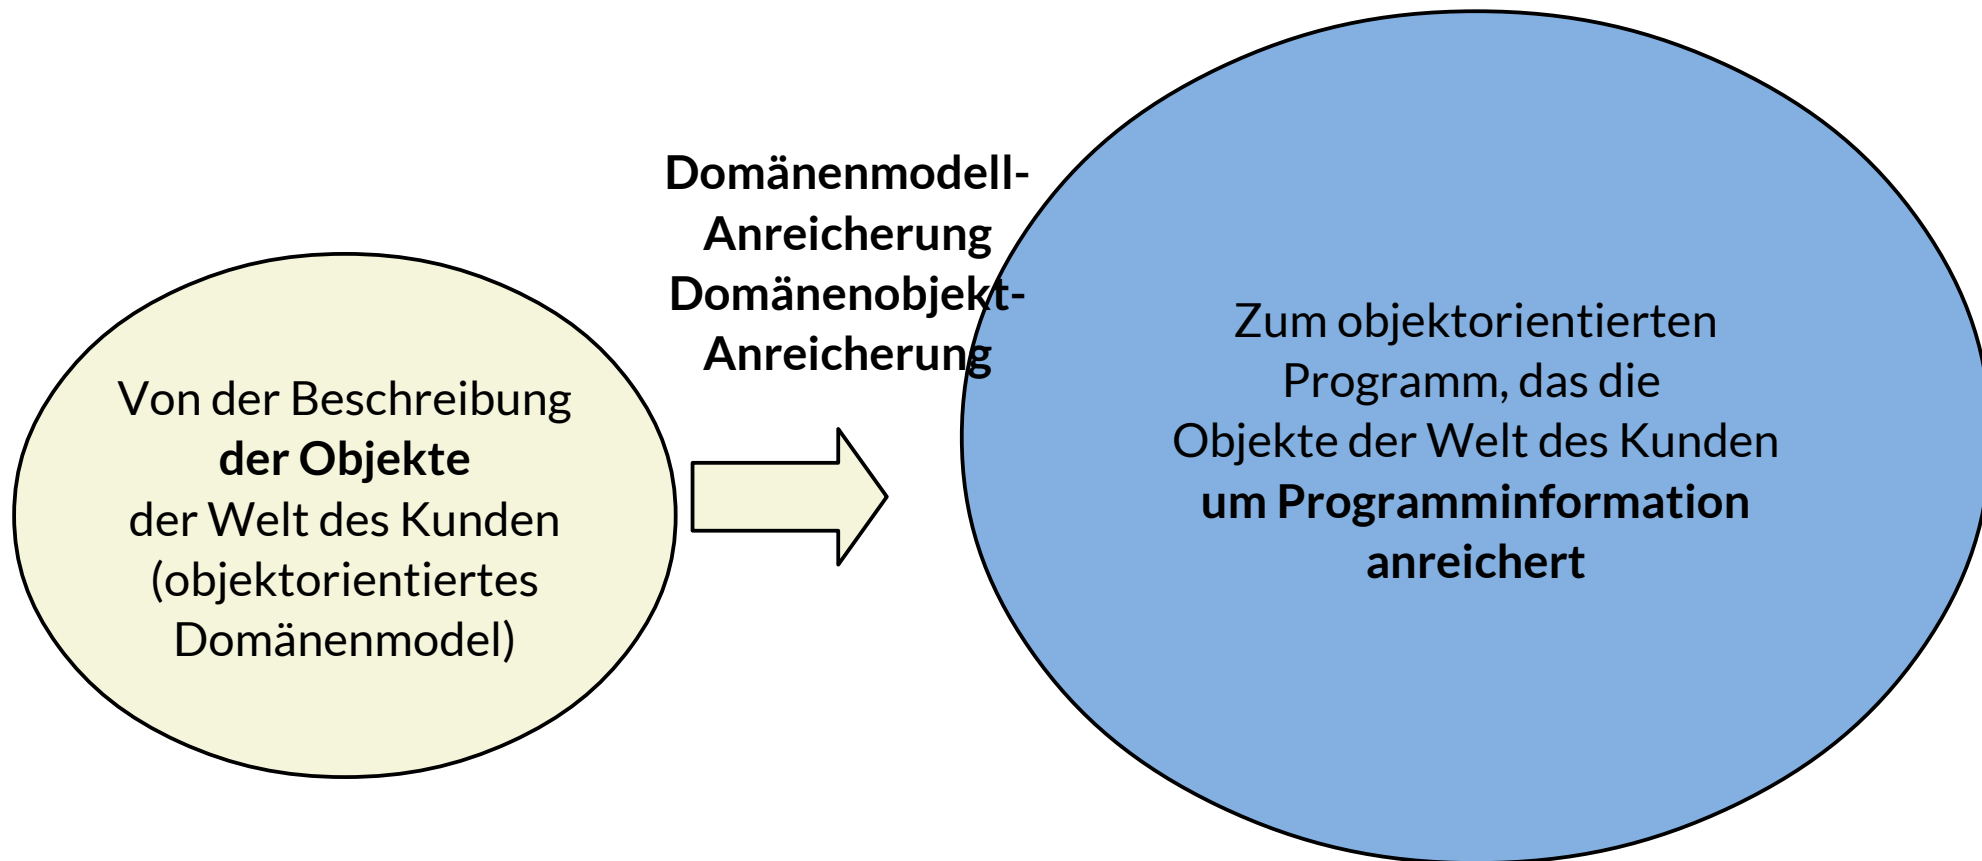 Domänenmodell-
Anreicherung
Domänenobjekt-
Anreicherung
Von der Beschreibung
der Objekte
der Welt des Kunden
(objektorientiertes
Domänenmodel)
Zum objektorientierten
Programm, das die
Objekte der Welt des Kunden
um Programminformation
anreichert